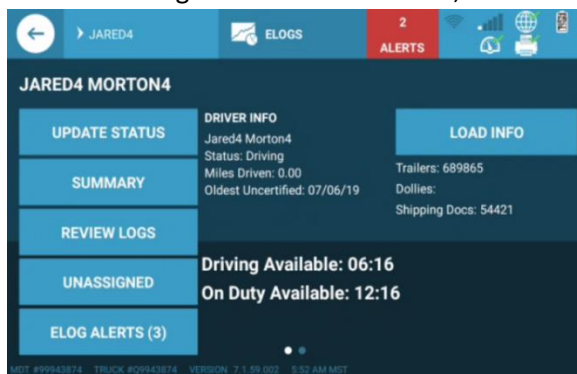 JARED4
ELOGS
2
ALERTS
JARED4 MORTON4
UPDATE STATUS
SUMMARY
REVIEW LOGS
UNASSIGNED
ELOG ALERTS (3)
DRIVER INFO
Jared4 Morton4
Status: Driving
Miles Driven: 0.00
Oldest Uncertified: 07/06/19
LOAD INFO
Trailers: 689865
Dollies:
Shipping Docs: 54421
Driving Available: 06:16
On Duty Available: 12:16
MDT #99943874 TRUCK #Q9943874 VERSION 7.1.59.002 5:52 AM MST